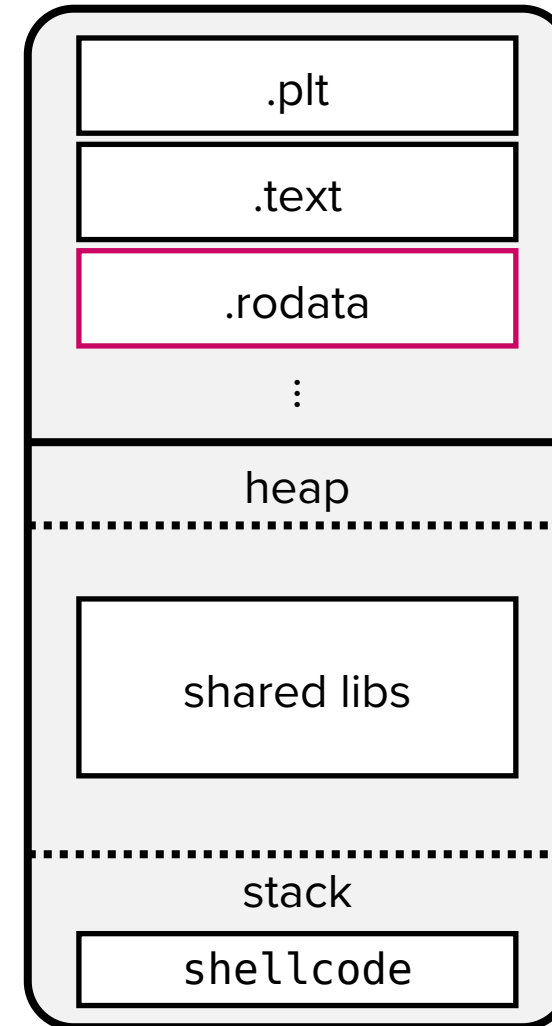 .plt
.text
.rodata
⋮
heap
shared libs
stack
shellcode